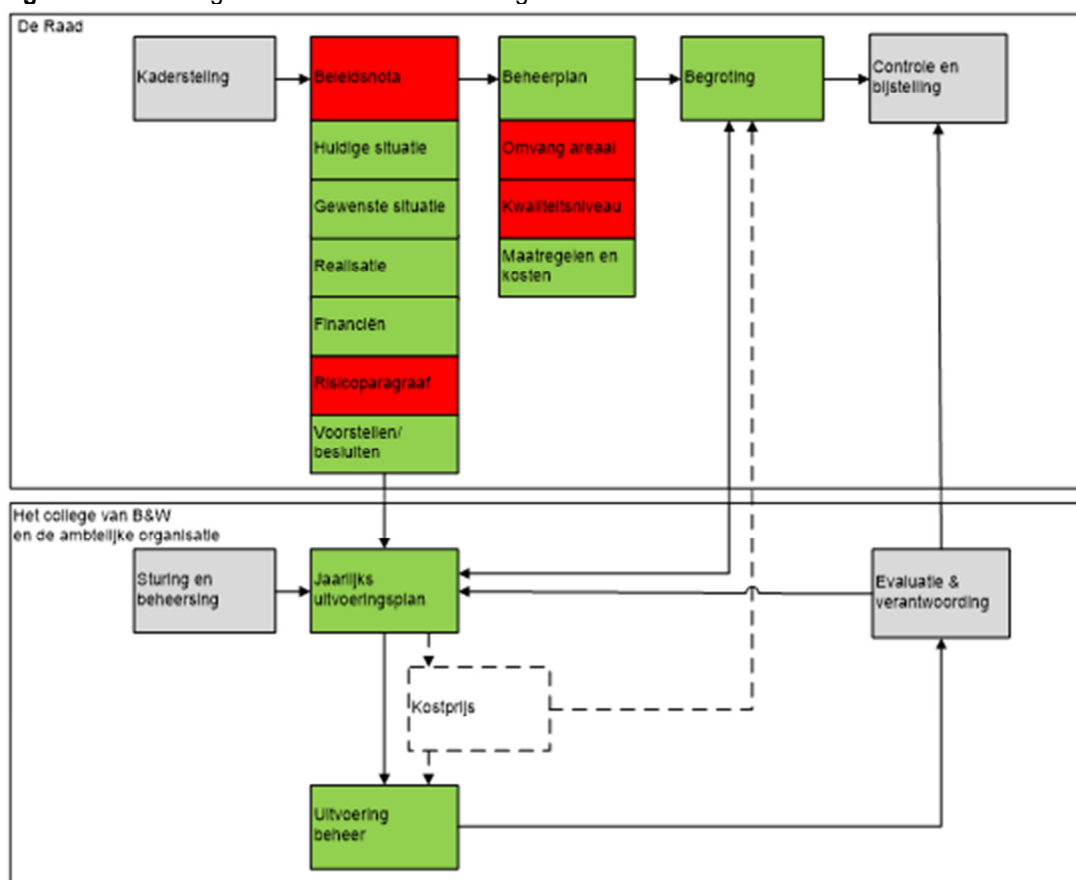 De Raad
Kaderstelling
Beleidsnota
Beheerplan
Begroting
Controle en
bijstelling
Huidige situatie
Gewenste situatie
Realisatie
Financiën
Risicoparagraaf
Voorstellen/
besluiten
Omvang areaal
Kwaliteitsniveau
Maatregelen en
kosten
Het college van B&W
en de ambtelijke organisatie
Sturing en
beheersing
Jaarlijks
uitvoeringsplan
Evaluatie &
verantwoording
Kostprijs
Uitvoering
beheer